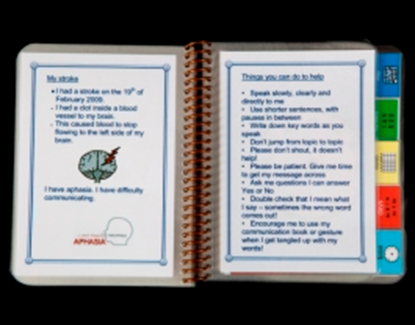 My stroke
• I had a stroke on the 19th of
February 2009.
- I had a clot inside a blood
vessel to my brain.
- This caused blood to stop
flowing to the left side of my
brain.
I have aphasia. I have difficulty
communicating.
APHASIA
Things you can do to help
• Speak slowly, clearly and
directly to me
• Use shorter sentences, with
pauses in between
• Write down key words as you
speak
• Don't jump from topic to topic
• Please don't shout, it doesn't
help!
• Please be patient. Give me time
to get my message across
• Ask me questions I can answer
Yes or No
• Double check that I mean what
I say – sometimes the wrong word
comes out!
• Encourage me to use my
communication book or gesture
when I get tangled up with my
words!